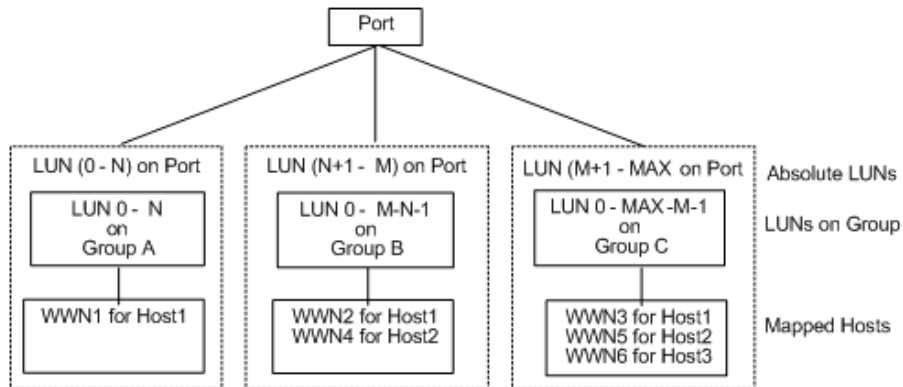 Port
LUN (0 - N) on Port
LUN (N+1 - M) on Port
LUN (M+1 - MAX on Port
Absolute LUNs
LUN 0 - N
on
Group A
LUN 0 - M-N-1
on
Group B
LUN 0 - MAX -M-1
on
Group C
LUNs on Group
WWN1 for Host1
WWN2 for Host1
WWN4 for Host2
WWN3 for Host1
WWN5 for Host2
WWN6 for Host3
Mapped Hosts